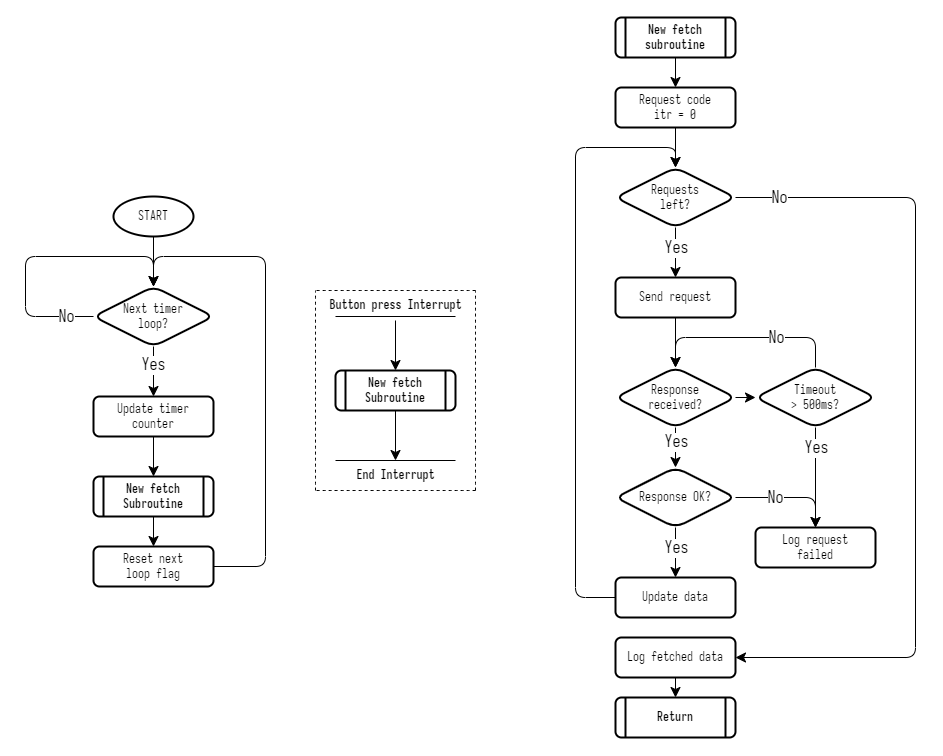 START
Next timer
loop?
No
Yes
Update timer
counter
New fetch
Subroutine
Reset next
loop flag
Button press Interrupt
New fetch
Subroutine
End Interrupt
New fetch
subroutine
Request code
itr = 0
Requests
left?
No
Yes
Send request
No
Response
received?
Timeout
> 500ms?
Yes
Yes
Response OK?
No
Log request
failed
Yes
Update data
Log fetched data
Return